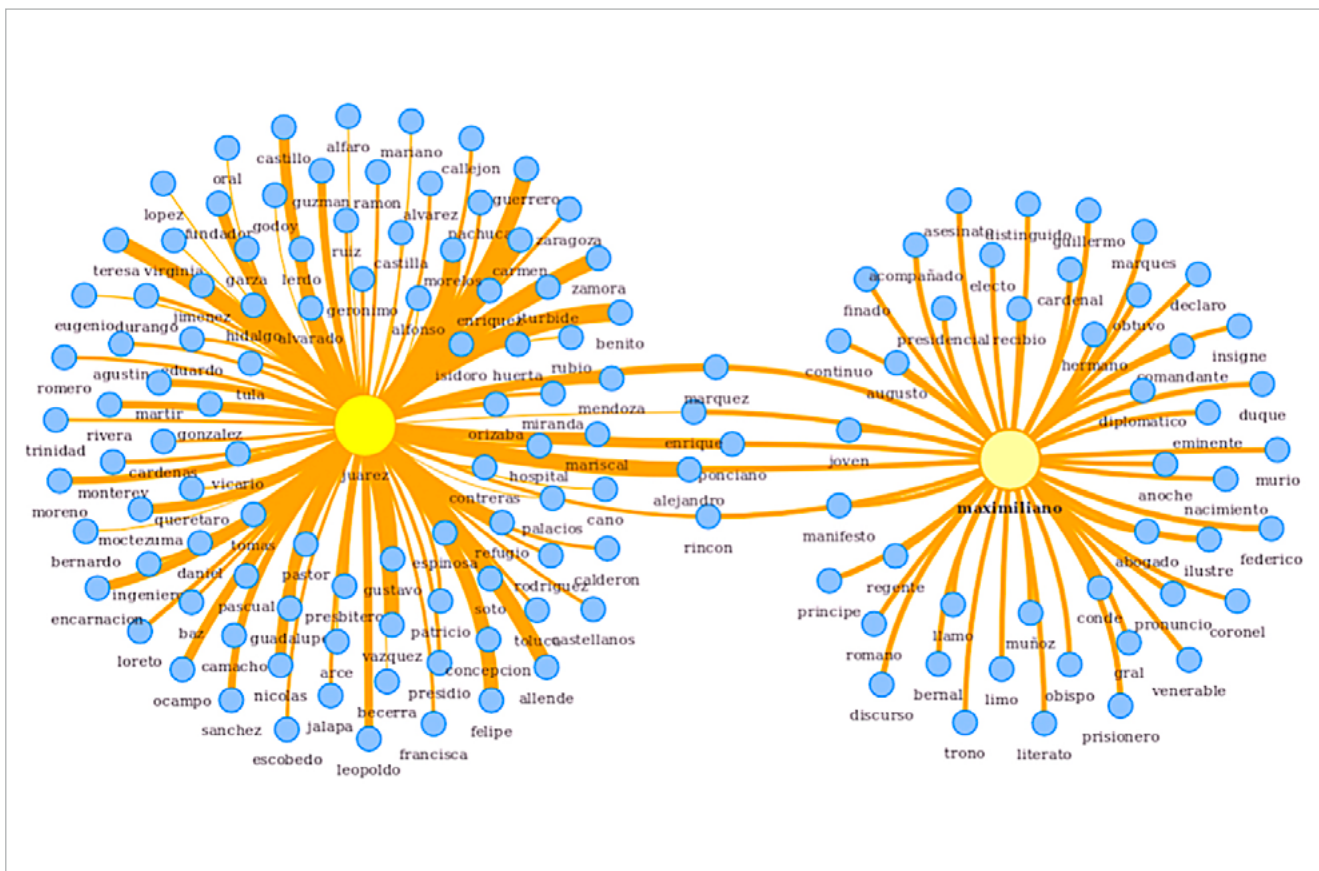 alfaro
mariano
castillo
callejon
oral
guzman
ramon
guerrero
lopez
fundador
godoy
alvarez
pachuca
zaragoza
ruiz
teresa
virginia
garza
lerdo
castilla
morelos
carmen
zamora
eugenio
durango
jimenez
hidalgo
alvarado
geronimo
alfonso
enriquez
iturbide
benito
romero
agustin
eduardo
tula
isidoro
huerta
rubio
trinidad
rivera
martir
gonzalez
orizaba
miranda
mendoza
marquez
monterey
cardenas
vicario
juarez
mariscal
enrique
ponciano
moreno
moctezuma
queretaro
contreras
hospital
alejandro
bernardo
daniel
tomas
palacios
cano
rincon
encarnacion
ingeniero
pastor
espinosa
refugio
rodriguez
calderon
loreto
baz
pascual
guadalupe
presbitero
gustavo
patricio
soto
toluca
castellanos
ocampo
camacho
nicolas
arce
vazquez
presidio
concepcion
allende
sanchez
escobedo
jalapa
leopoldo
becerra
francisca
felipe
asesinato
distinguido
guillermo
marques
finado
acompañado
electo
cardenal
obtuvo
declaro
continuo
presidencial
recibio
hermano
comandante
insigne
augusto
diplomatico
duque
joven
eminente
anoche
murio
maximiliano
nacimiento
manifesto
abogado
ilustre
federico
principe
regente
llamo
muñoz
conde
pronuncio
coronel
romano
bernal
limo
obispo
gral
venerable
discurso
trono
literato
prisionero